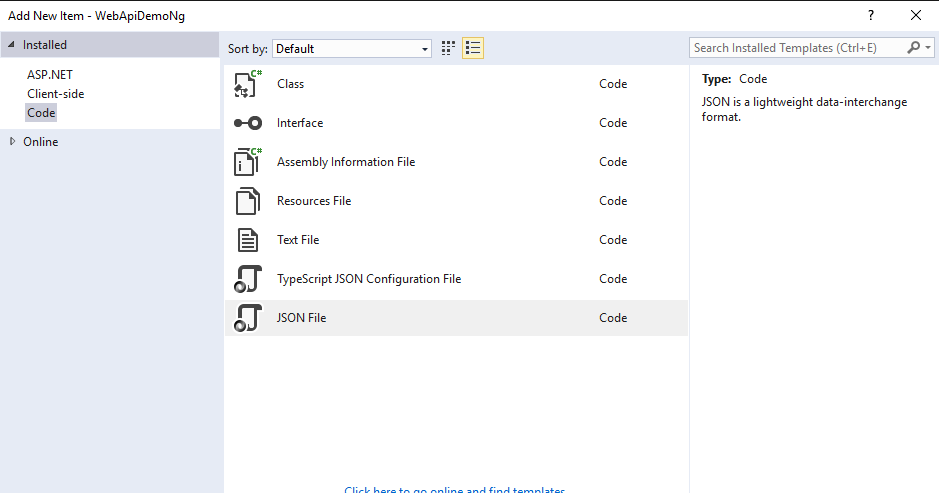 Add New Item - WebApiDemoNg
?
Installed
ASP.NET
Client-side
Code
Online
Sort by: Default
Search Installed Templates (Ctrl+E)
C# Class Code
Interface Code
C# Assembly Information File Code
Resources File Code
Text File Code
TypeScript JSON Configuration File Code
JSON File Code
Type: Code
JSON is a lightweight data-interchange
format.
Click here to go online and find templates.